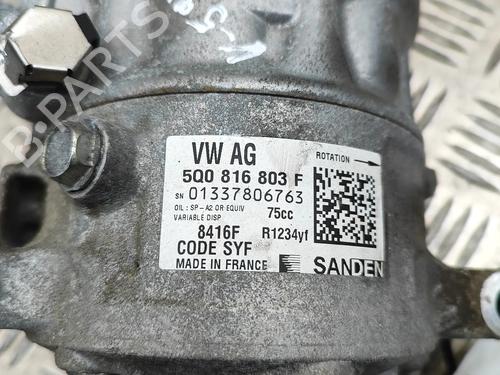 B-PARTS
VW AG
ROTATION
5Q0 816 803 F
SN 01337806763
OIL : SP-A2 OR EQUIV 75cc
VARIABLE DISP
8416F R1234yf
CODE SYF
MADE IN FRANCE SANDEN